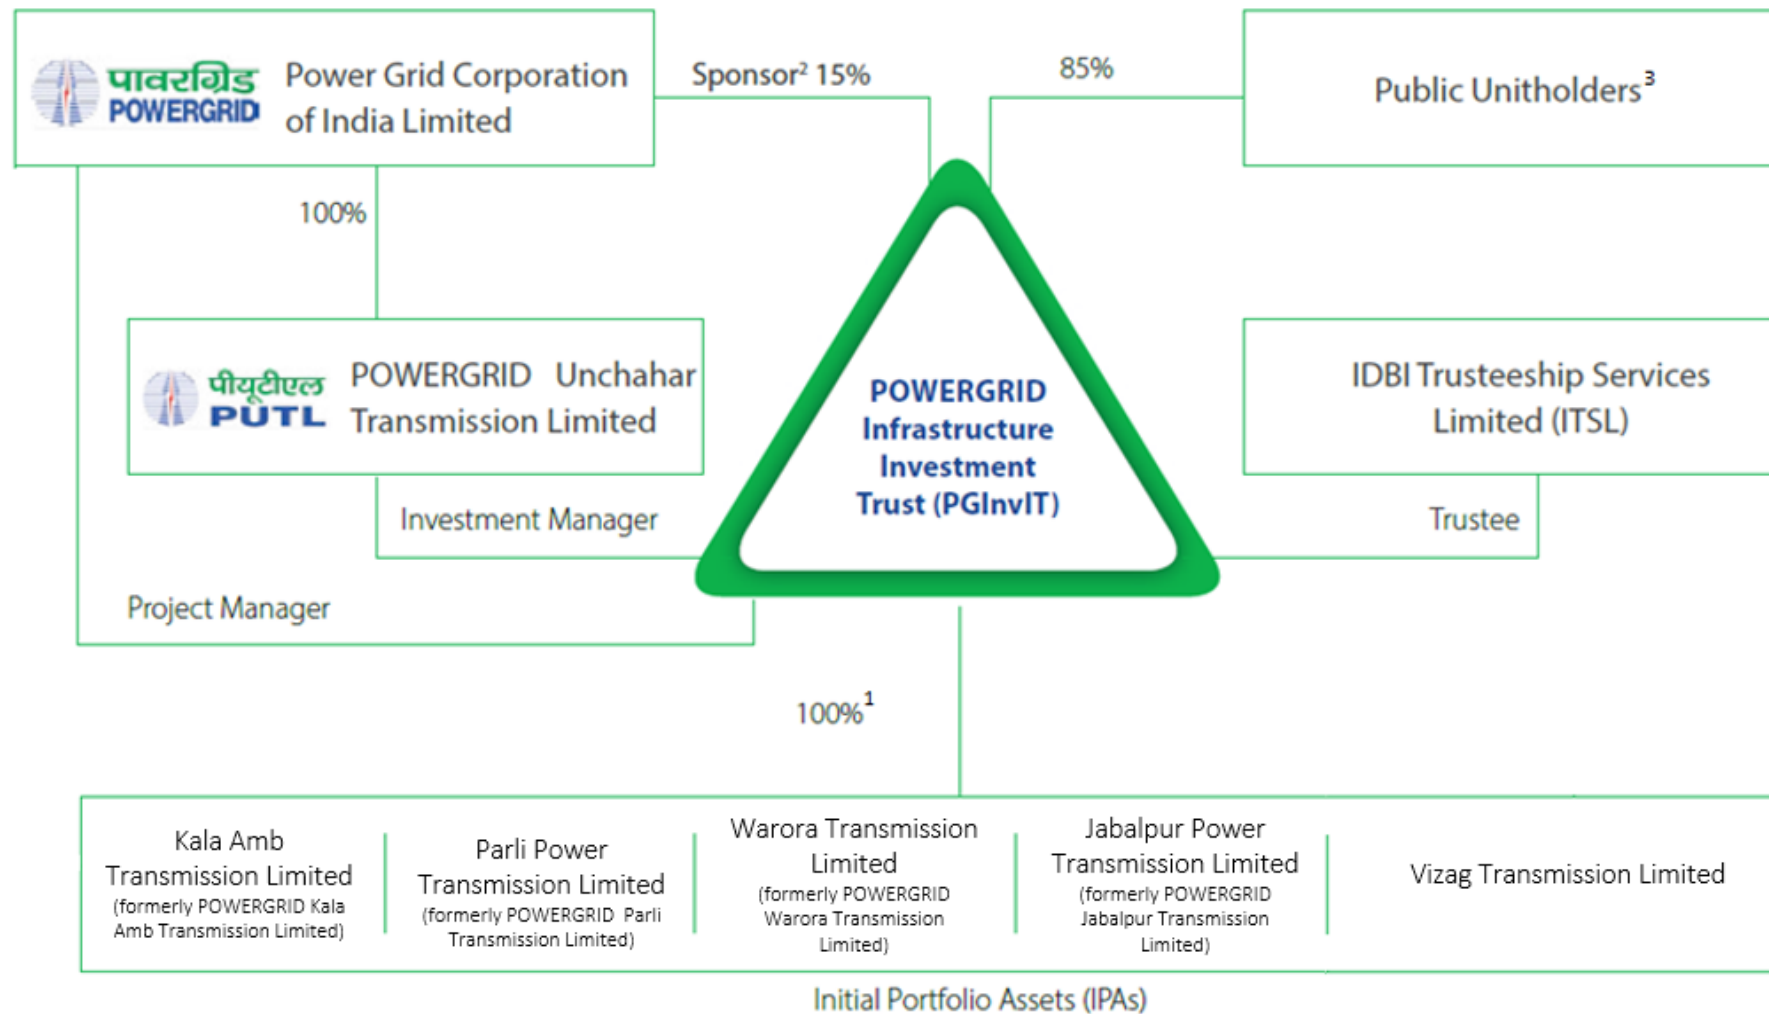 पावरग्रिड
POWERGRID
Power Grid Corporation
of India Limited
Sponsor² 15%
85%
Public Unitholders³
100%
पीयूटीएल
PUTL
POWERGRID Unchahar
Transmission Limited
POWERGRID
Infrastructure
Investment
Trust (PGInvIT)
IDBI Trusteeship Services
Limited (ITSL)
Investment Manager
Trustee
Project Manager
100%¹
Kala Amb
Transmission Limited
(formerly POWERGRID Kala
Amb Transmission Limited)
Parli Power
Transmission Limited
(formerly POWERGRID Parli
Transmission Limited)
Warora Transmission
Limited
(formerly POWERGRID
Warora Transmission
Limited)
Jabalpur Power
Transmission Limited
(formerly POWERGRID
Jabalpur Transmission
Limited)
Vizag Transmission Limited
Initial Portfolio Assets (IPAs)